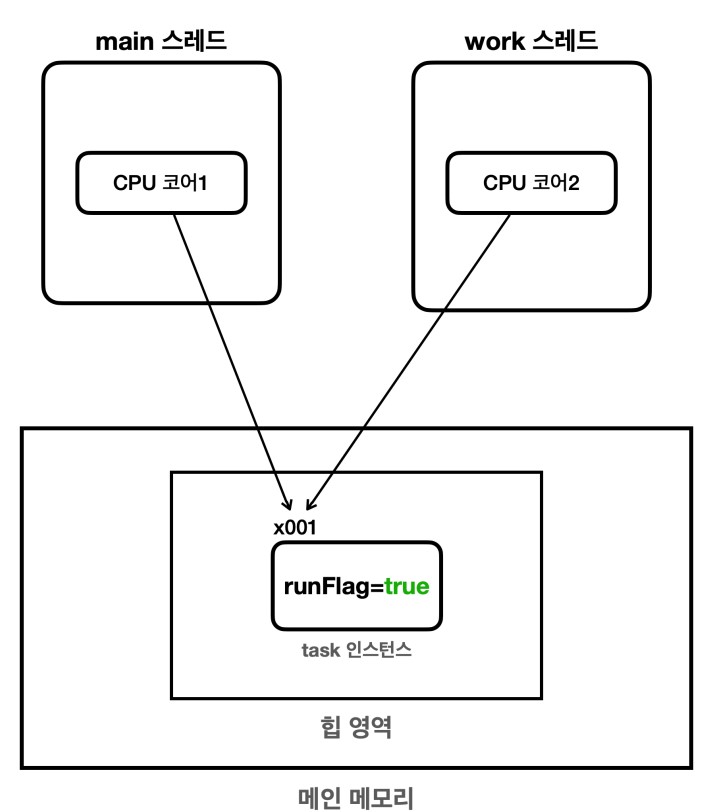 main 스레드
work 스레드
CPU 코어1
CPU 코어2
x001
runFlag=true
task 인스턴스
힙 영역
메인 메모리